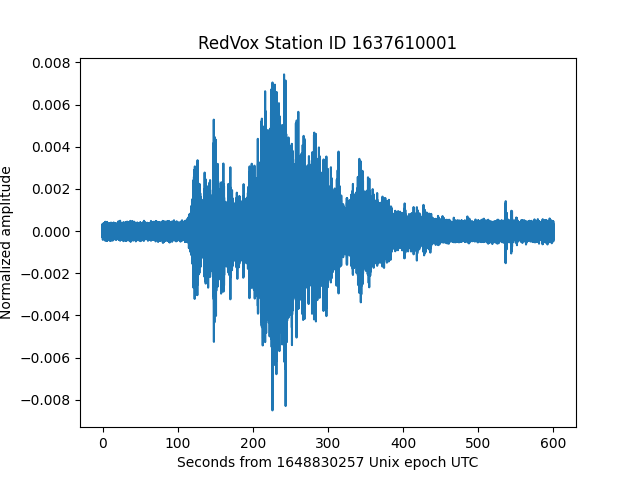 RedVox Station ID 1637610001
Normalized amplitude
0.008
0.006
0.004
0.002
0.000
−0.002
−0.004
−0.006
−0.008
0 100 200 300 400 500 600
Seconds from 1648830257 Unix epoch UTC